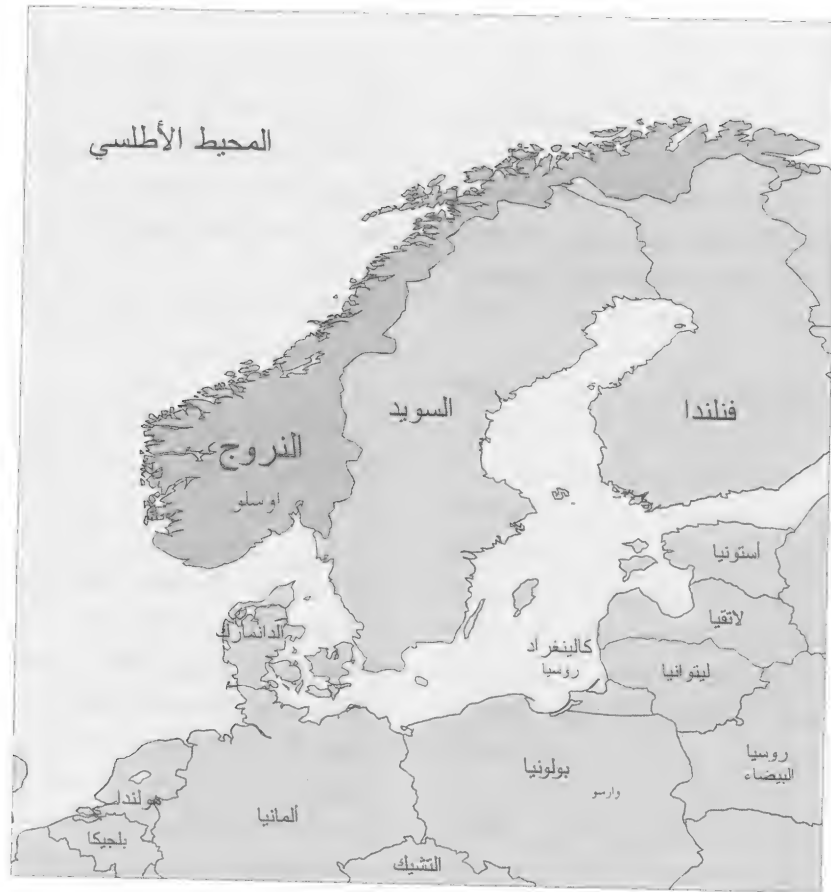 المحيط الأطلسي
السويد
فنلندا
النروج
اوسلو
أستونيا
لاتفيا
الدانمارك
كالينغراد
روسيا
ليتوانيا
روسيا
البيضاء
بولونيا
وارسو
هولندا
ألمانيا
بلجيكا
التشيك